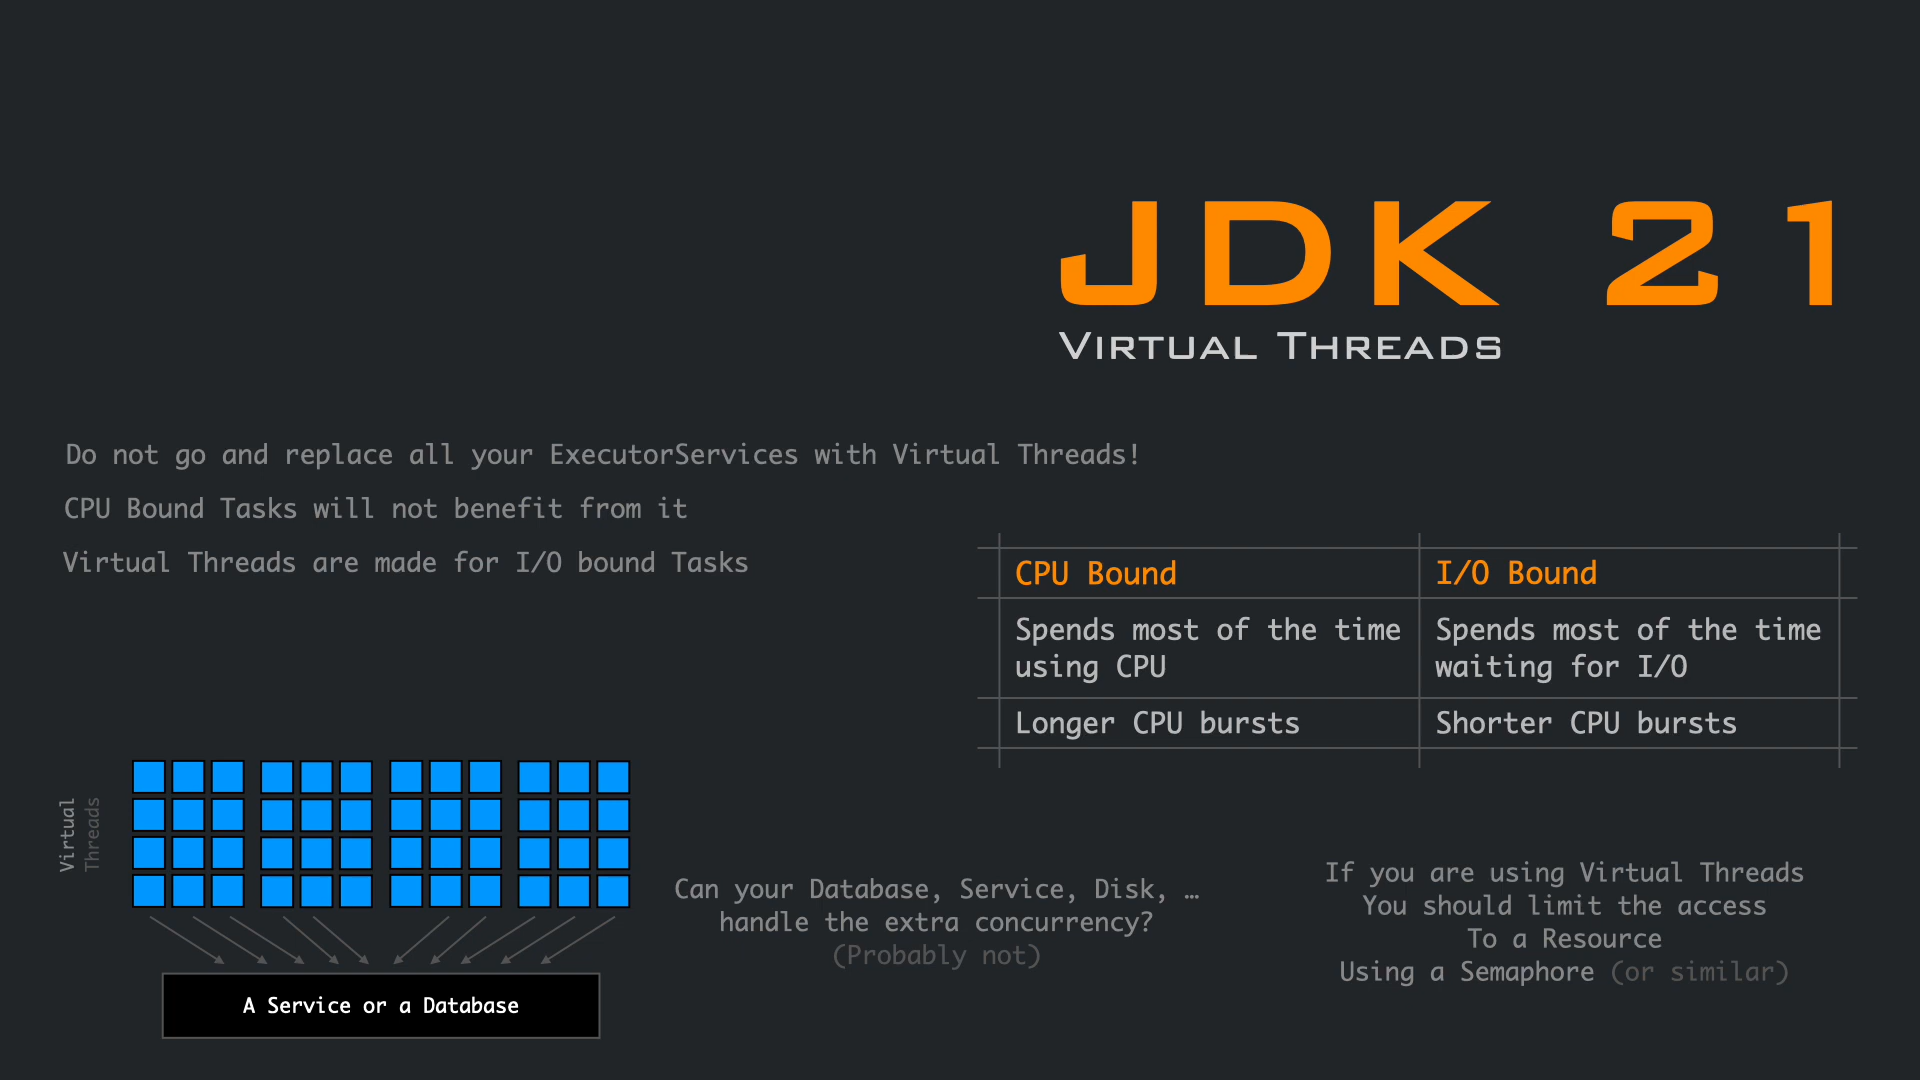 JDK 21
VIRTUAL THREADS
Do not go and replace all your ExecutorServices with Virtual Threads!
CPU Bound Tasks will not benefit from it
Virtual Threads are made for I/O bound Tasks
CPU Bound
I/O Bound
Spends most of the time
using CPU
Spends most of the time
waiting for I/O
Longer CPU bursts
Shorter CPU bursts
Virtual
Threads
A Service or a Database
Can your Database, Service, Disk, …
handle the extra concurrency?
(Probably not)
If you are using Virtual Threads
You should limit the access
To a Resource
Using a Semaphore (or similar)